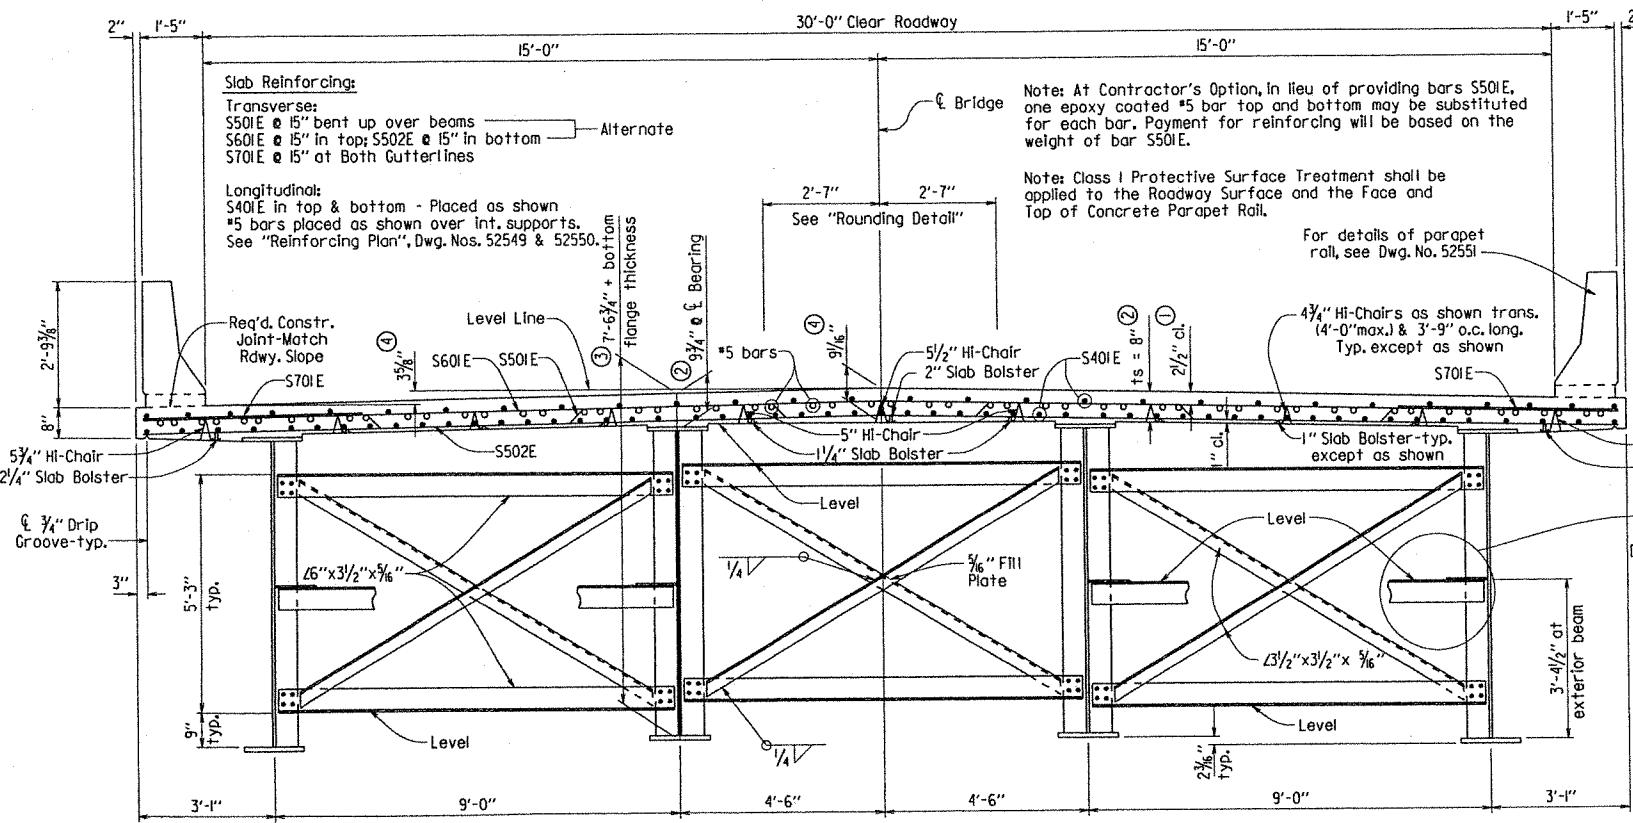 2" 1'-5" 30'-0" Clear Roadway 1'-5"
15'-0" 15'-0"
Slab Reinforcing:
Transverse:
S501E @ 15" bent up over beams
S601E @ 15" in top; S502E @ 15" in bottom
Alternate
S701E @ 15" at Both Gutterlines
Longitudinal:
S401E in top & bottom - Placed as shown
#5 bars placed as shown over int. supports.
See "Reinforcing Plan", Dwg. Nos. 52549 & 52550.
℄ Bridge
Note: At Contractor's Option, in lieu of providing bars S501E,
one epoxy coated #5 bar top and bottom may be substituted
for each bar. Payment for reinforcing will be based on the
weight of bar S501E.
Note: Class 1 Protective Surface Treatment shall be
applied to the Roadway Surface and the Face and
Top of Concrete Parapet Rail.
2'-7" 2'-7"
See "Rounding Detail"
For details of parapet
rail, see Dwg. No. 52551
2'-9⅜"
8"
Req'd. Constr.
Joint-Match
Rdwy. Slope
④
3⅝"
Level Line
③ 7'-6¾" + bottom
flange thickness
② 9¾" @ ℄ Bearing
#5 bars
④
9/16"
5½" Hi-Chair
2" Slab Bolster
S401E
ts = 8" ②
2½" cl. ①
4¾" Hi-Chairs as shown trans.
(4'-0"max.) & 3'-9" o.c. long.
Typ. except as shown
S701E
S601E
S501E
S701E
5¾" Hi-Chair
2¼" Slab Bolster
S502E
5" Hi-Chair
1¼" Slab Bolster
1" cl.
1" Slab Bolster-typ.
except as shown
℄ ¾" Drip
Groove-typ.
3"
5'-3"
typ.
9"
typ.
∠6"x3½"x5/16"
Level
Level
1/4
5/16" Fill
Plate
∠3½"x3½"x 5/16"
3'-4½" at
exterior beam
Level
Level
1/4
2 3/16"
typ.
3'-1" 9'-0" 4'-6" 4'-6" 9'-0" 3'-1"